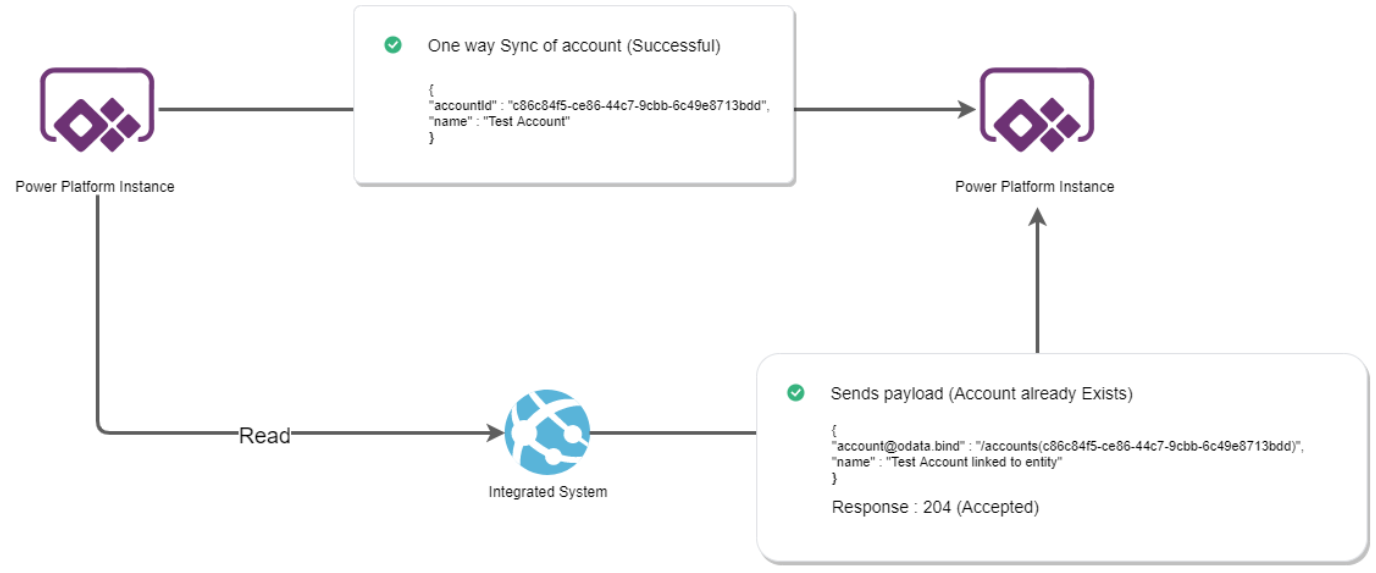 One way Sync of account (Successful)
{
"accountId" : "c86c84f5-ce86-44c7-9cbb-6c49e8713bdd",
"name" : "Test Account"
}
Power Platform Instance
Power Platform Instance
Read
Integrated System
Sends payload (Account already Exists)
{
"account@odata.bind" : "/accounts(c86c84f5-ce86-44c7-9cbb-6c49e8713bdd)",
"name" : "Test Account linked to entity"
}
Response : 204 (Accepted)